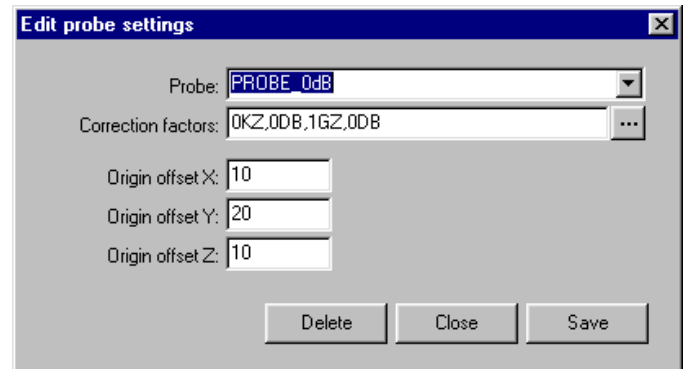 Edit probe settings
Probe: PROBE_0dB
Correction factors: 0KZ,0DB,1GZ,0DB ...
Origin offset X: 10
Origin offset Y: 20
Origin offset Z: 10
Delete Close Save